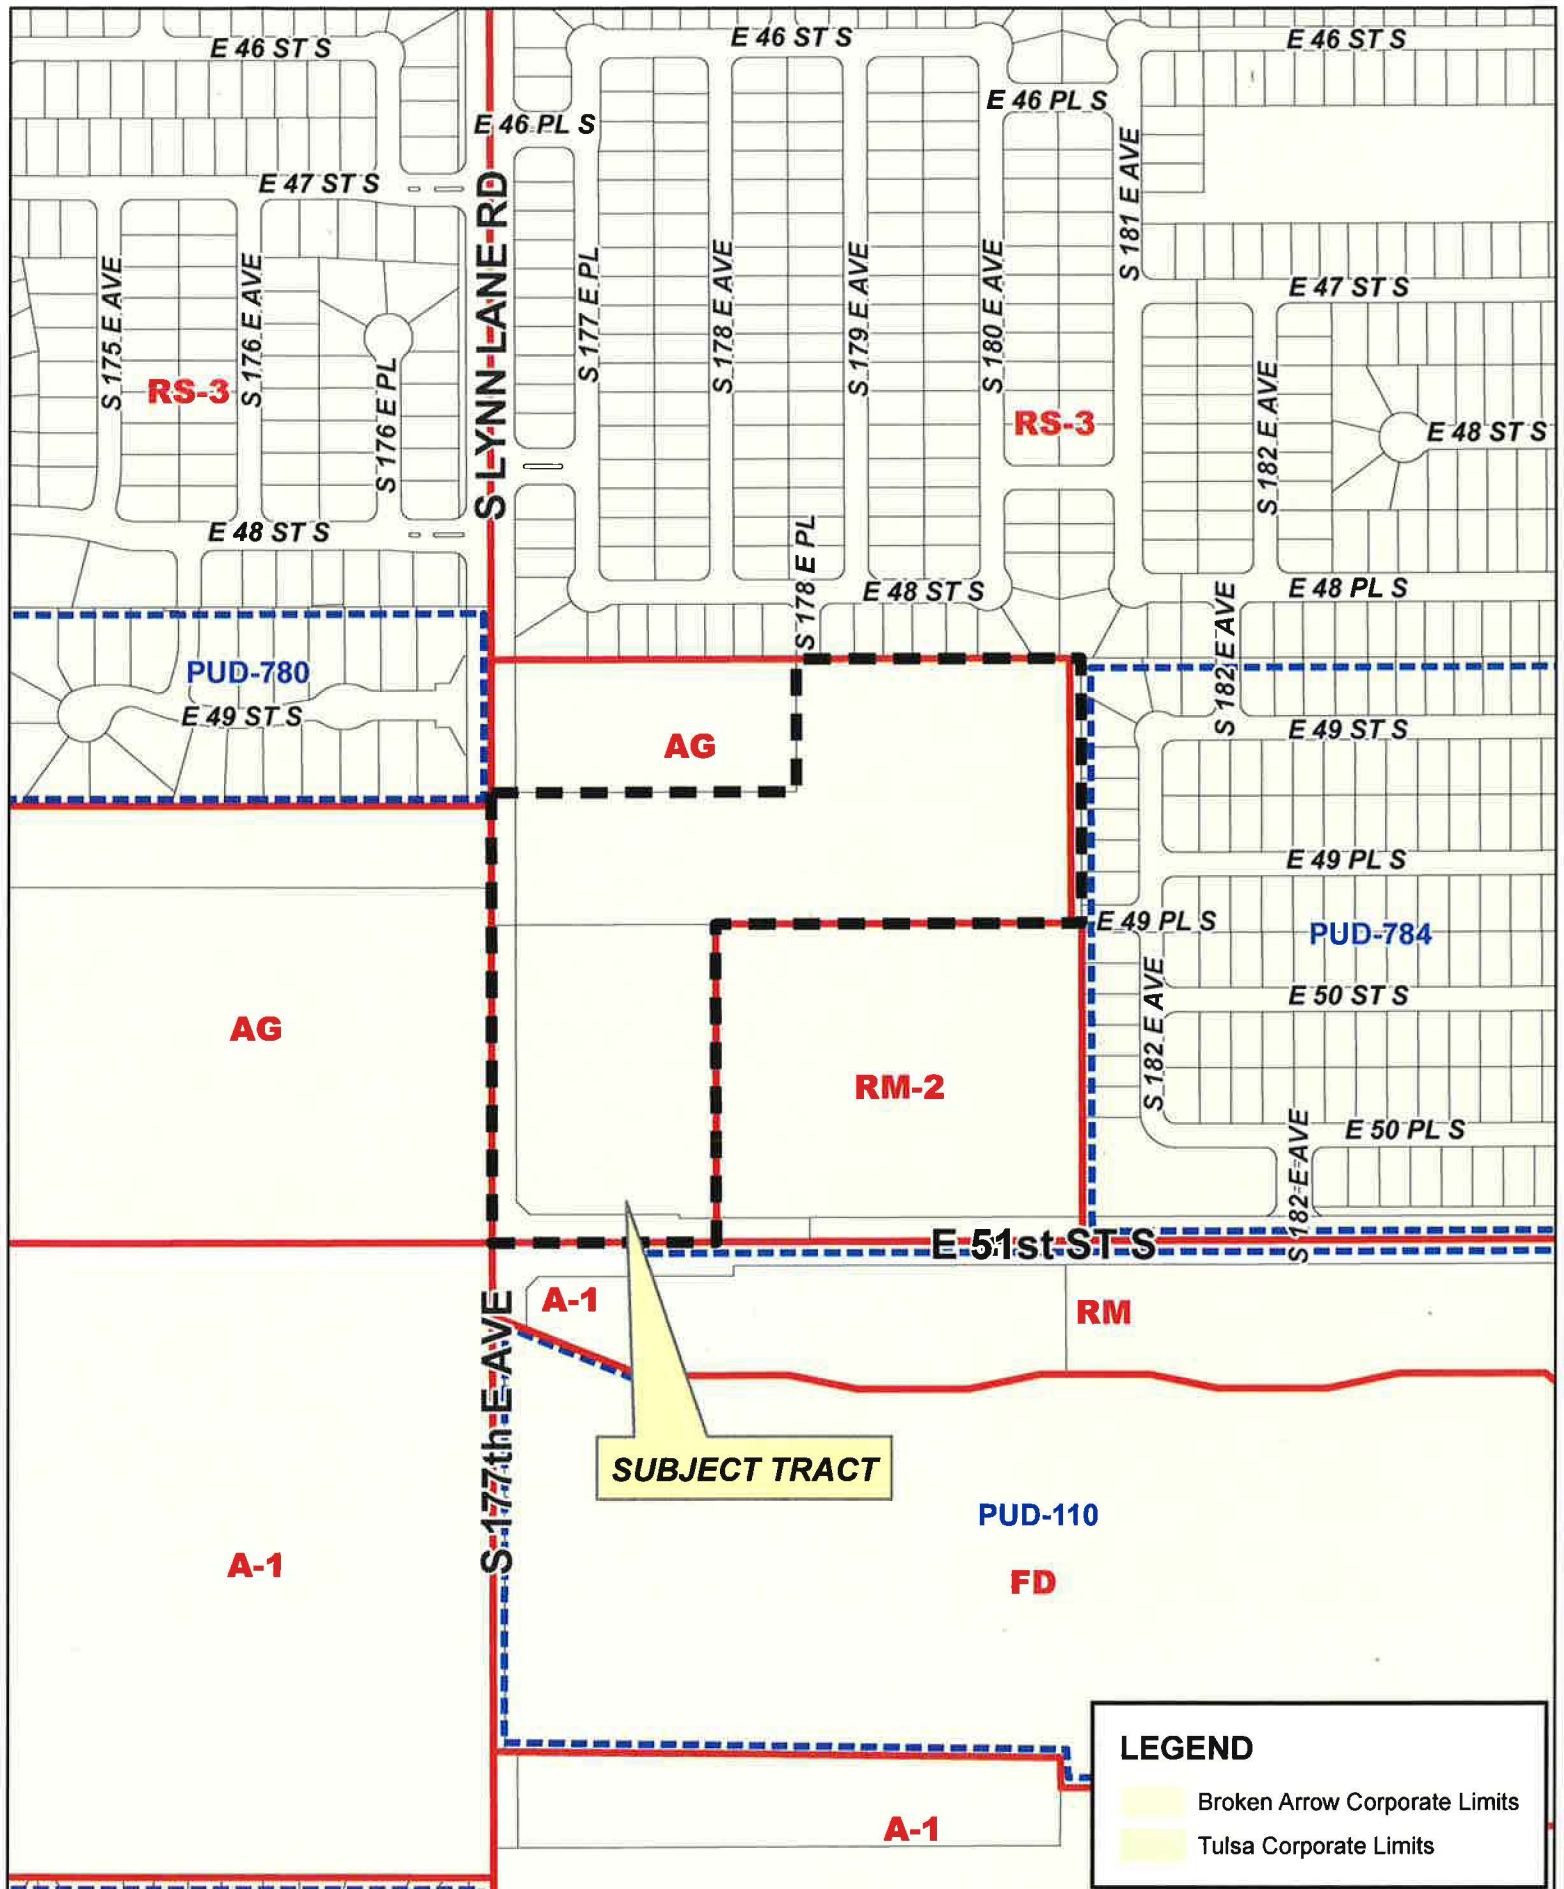 E 46 ST S
E 46 ST S
E 46 ST S
E 46 PL S
E 46 PL S
E 47 ST S
S 181 E AVE
S LYNN LANE RD
S 175 E AVE
S 176 E AVE
S 177 E PL
S 178 E AVE
S 179 E AVE
S 180 E AVE
E 47 ST S
RS-3
S 176 E PL
RS-3
S 182 E AVE
E 48 ST S
E 48 ST S
S 178 E PL
E 48 ST S
E 48 PL S
S 182 E AVE
PUD-780
E 49 ST S
AG
E 49 ST S
E 49 PL S
E 49 PL S
PUD-784
AG
S 182 E AVE
E 50 ST S
RM-2
E 50 PL S
S 182 E AVE
E 51st ST S
A-1
RM
S 177th E AVE
SUBJECT TRACT
PUD-110
A-1
FD
LEGEND
Broken Arrow Corporate Limits
Tulsa Corporate Limits
A-1